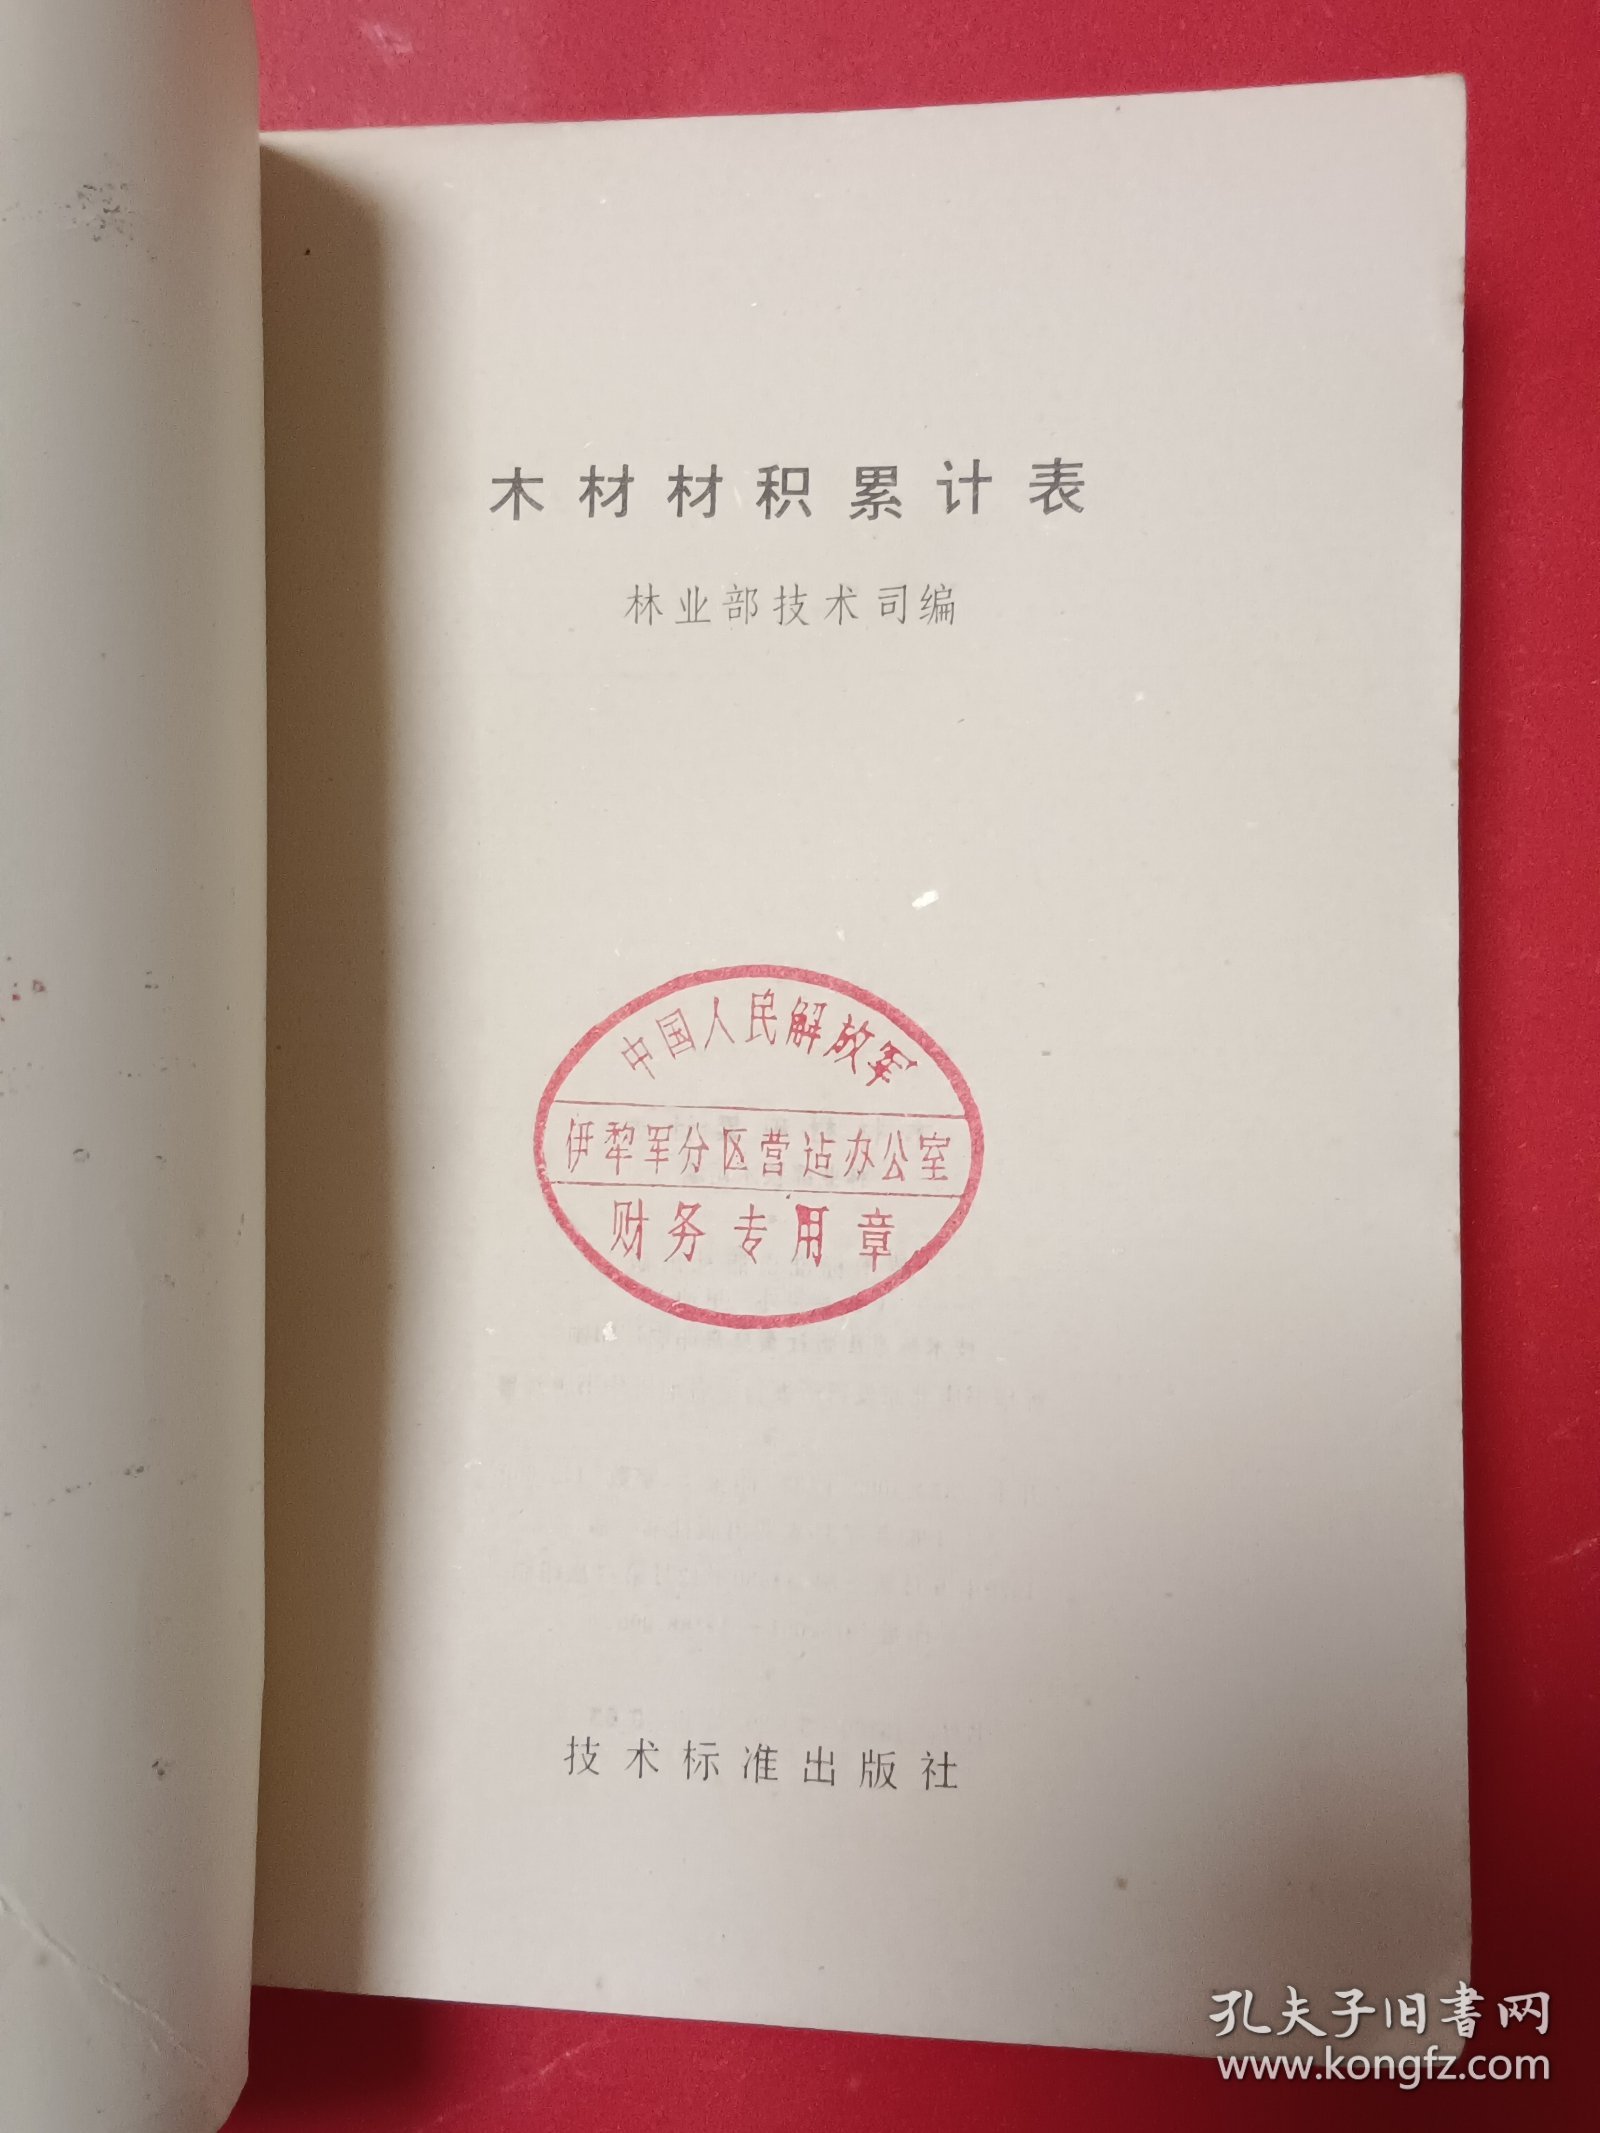 木材材积累计表
林业部技术司编
中国人民解放军
伊犁军分区营站办公室
财务专用章
技术标准出版社
孔夫子旧書网
www.kongfz.com